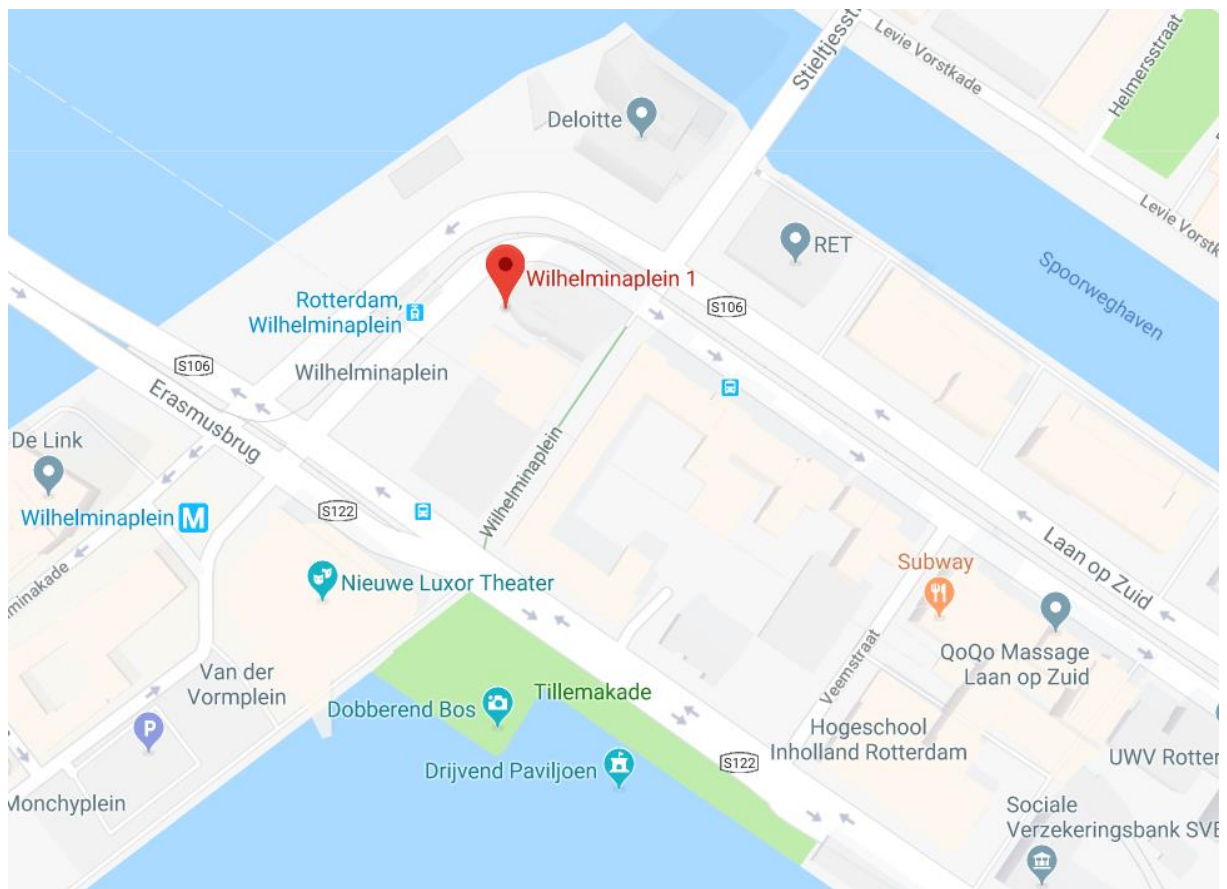 Stieltjesstr
Levie Vorstkade
Helmersstraat
Deloitte
Levie Vorstk
RET
Spoorweghaven
Wilhelminaplein 1
Rotterdam,
Wilhelminaplein
S106
S106
Wilhelminaplein
Erasmusbrug
De Link
Wilhelminaplein M
S122
Wilhelminaplein
Laan op Zuid
Subway
Nieuwe Luxor Theater
elminakade
Veemstraat
QoQo Massage
Laan op Zuid
Van der
Vormplein
Tillemakade
Dobberend Bos
P
Hogeschool
Inholland Rotterdam
Drijvend Paviljoen
S122
UWV Rotter
Monchyplein
Sociale
Verzekeringsbank SVB